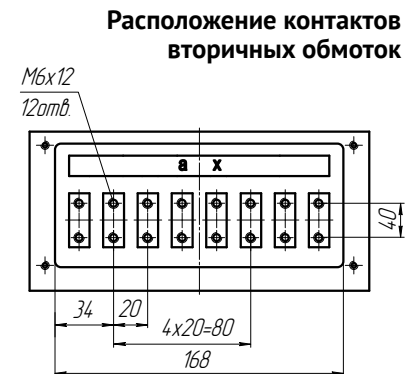 Расположение контактов
вторичных обмоток
М6х12
12отв.
а х
40
34
20
4х20=80
168